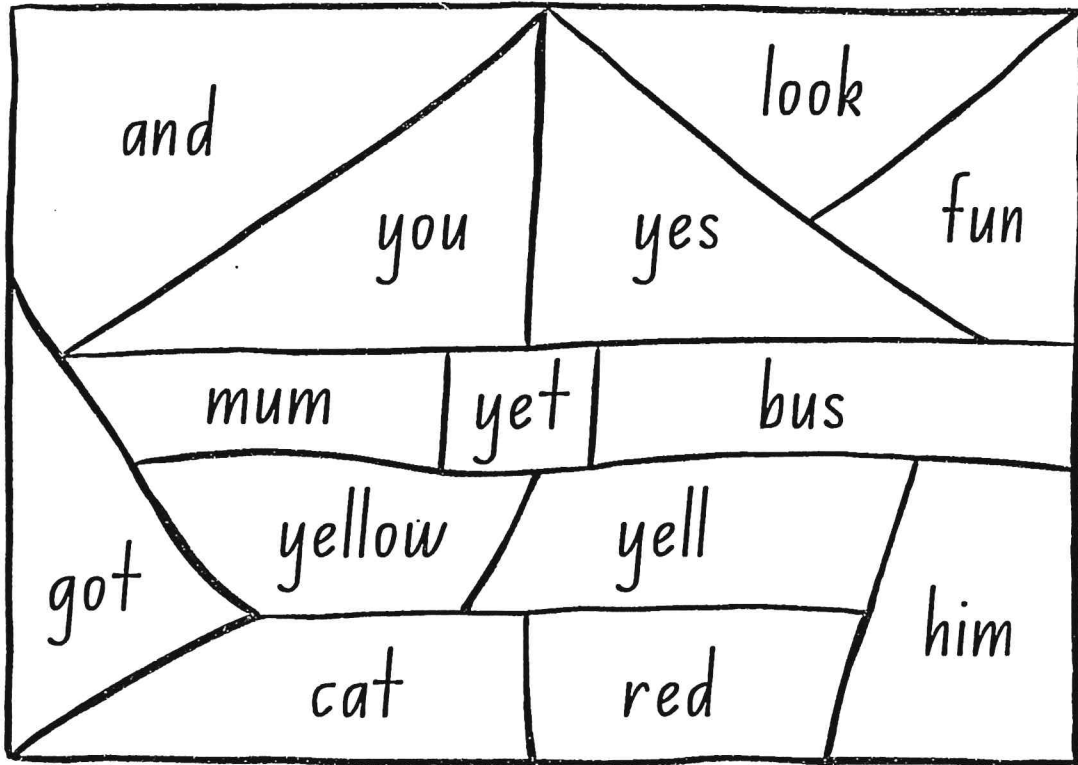 look
and
fun
you
yes
mum
yet
bus
yellow
yell
got
him
cat
red